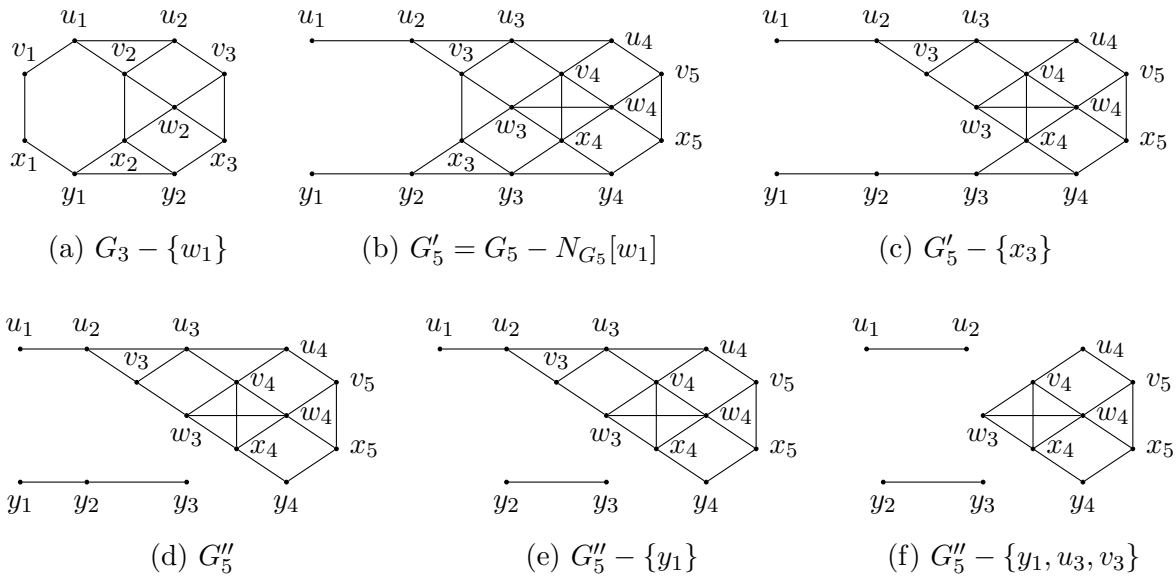 u₁ u₂
v₁ v₂ v₃
w₂
x₁ x₂ x₃
y₁ y₂
(a) G₃ − {w₁}
u₁ u₂ u₃ u₄
v₃ v₄ v₅
w₃ w₄
x₃ x₄ x₅
y₁ y₂ y₃ y₄
(b) G′₅ = G₅ − N_{G₅}[w₁]
u₁ u₂ u₃ u₄
v₃ v₄ v₅
w₃ w₄
x₄ x₅
y₁ y₂ y₃ y₄
(c) G′₅ − {x₃}
u₁ u₂ u₃ u₄
v₃ v₄ v₅
w₃ w₄
x₄ x₅
y₁ y₂ y₃ y₄
(d) G″₅
u₁ u₂ u₃ u₄
v₃ v₄ v₅
w₃ w₄
x₄ x₅
y₂ y₃ y₄
(e) G″₅ − {y₁}
u₁ u₂ u₄
v₄ v₅
w₃ w₄
x₄ x₅
y₂ y₃ y₄
(f) G″₅ − {y₁, u₃, v₃}